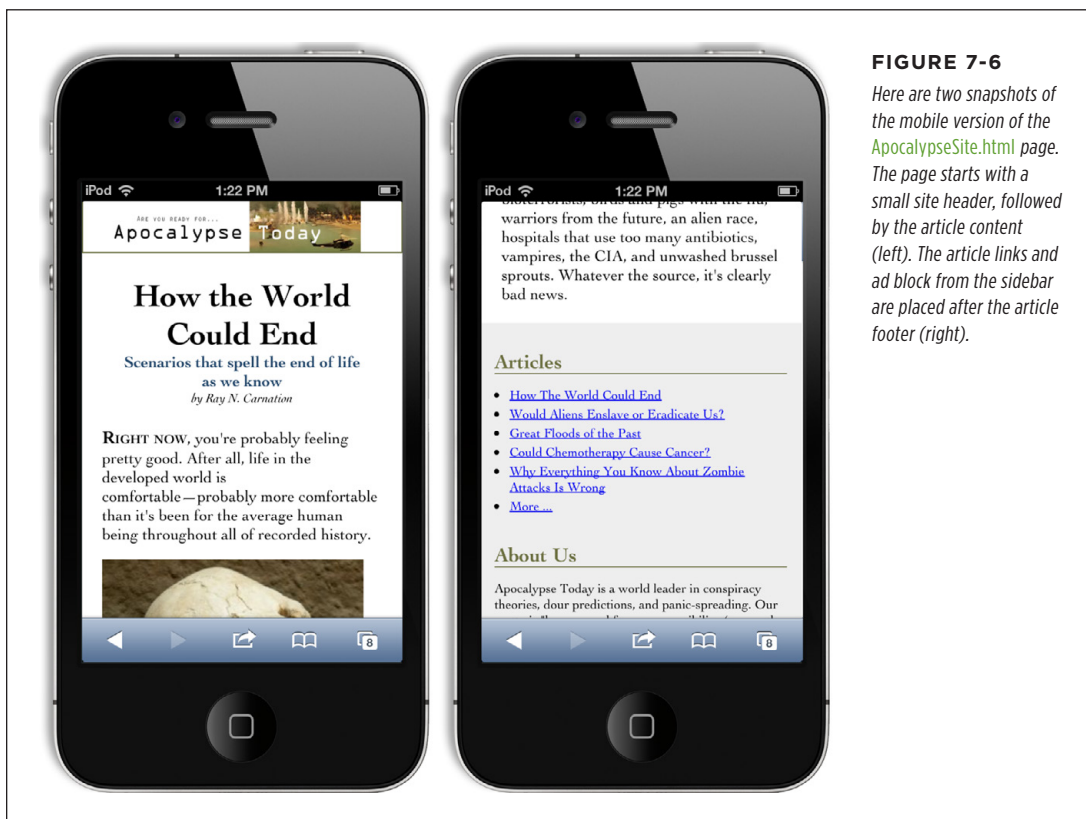 iPod
1:22 PM
ARE YOU READY FOR...
Apocalypse Today
How the World
Could End
Scenarios that spell the end of life
as we know
by Ray N. Carnation
RIGHT NOW, you're probably feeling
pretty good. After all, life in the
developed world is
comfortable—probably more comfortable
than it's been for the average human
being throughout all of recorded history.
8
iPod
1:22 PM
bioterrorists, birds and pigs with the flu,
warriors from the future, an alien race,
hospitals that use too many antibiotics,
vampires, the CIA, and unwashed brussel
sprouts. Whatever the source, it's clearly
bad news.
Articles
• How The World Could End
• Would Aliens Enslave or Eradicate Us?
• Great Floods of the Past
• Could Chemotherapy Cause Cancer?
• Why Everything You Know About Zombie
Attacks Is Wrong
• More ...
About Us
Apocalypse Today is a world leader in conspiracy
theories, dour predictions, and panic-spreading. Our
8
FIGURE 7-6
Here are two snapshots of
the mobile version of the
ApocalypseSite.html page.
The page starts with a
small site header, followed
by the article content
(left). The article links and
ad block from the sidebar
are placed after the article
footer (right).